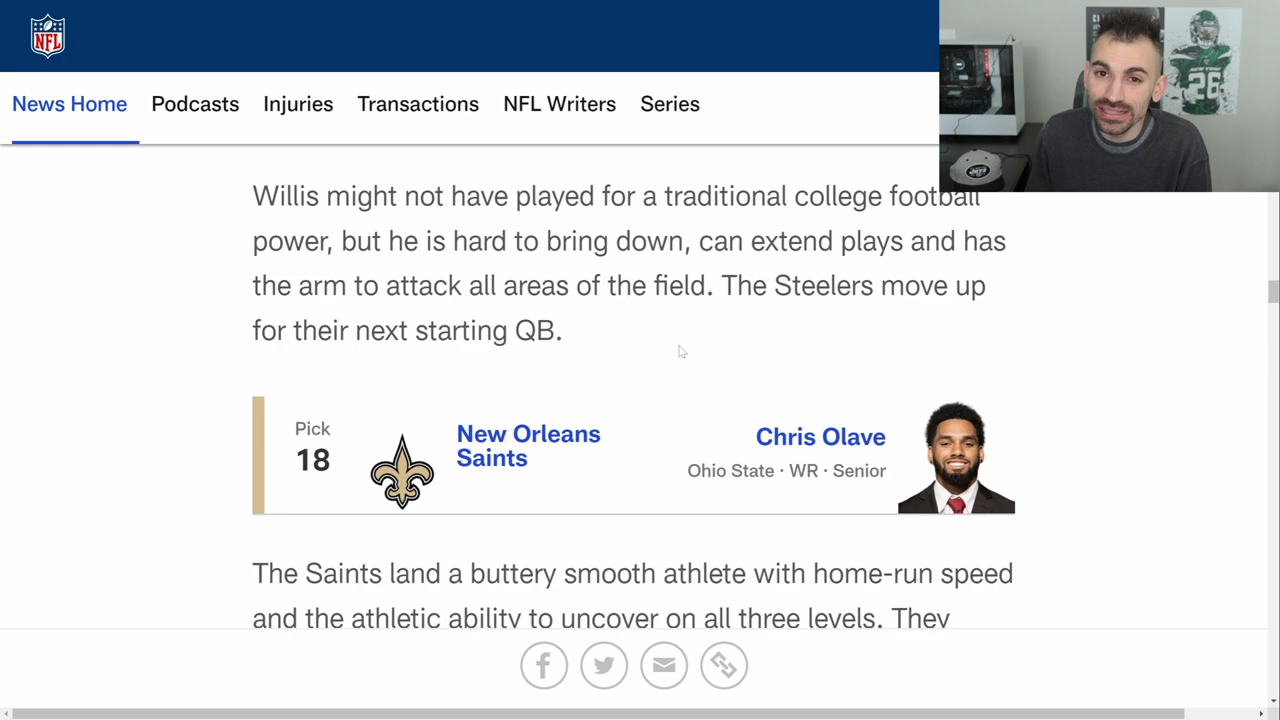 NFL
News Home Podcasts Injuries Transactions NFL Writers Series
NEW YORK
26
JETS
Willis might not have played for a traditional college football
power, but he is hard to bring down, can extend plays and has
the arm to attack all areas of the field. The Steelers move up
for their next starting QB.
Pick
18
New Orleans
Saints
Chris Olave
Ohio State · WR · Senior
The Saints land a buttery smooth athlete with home-run speed
and the athletic ability to uncover on all three levels. They